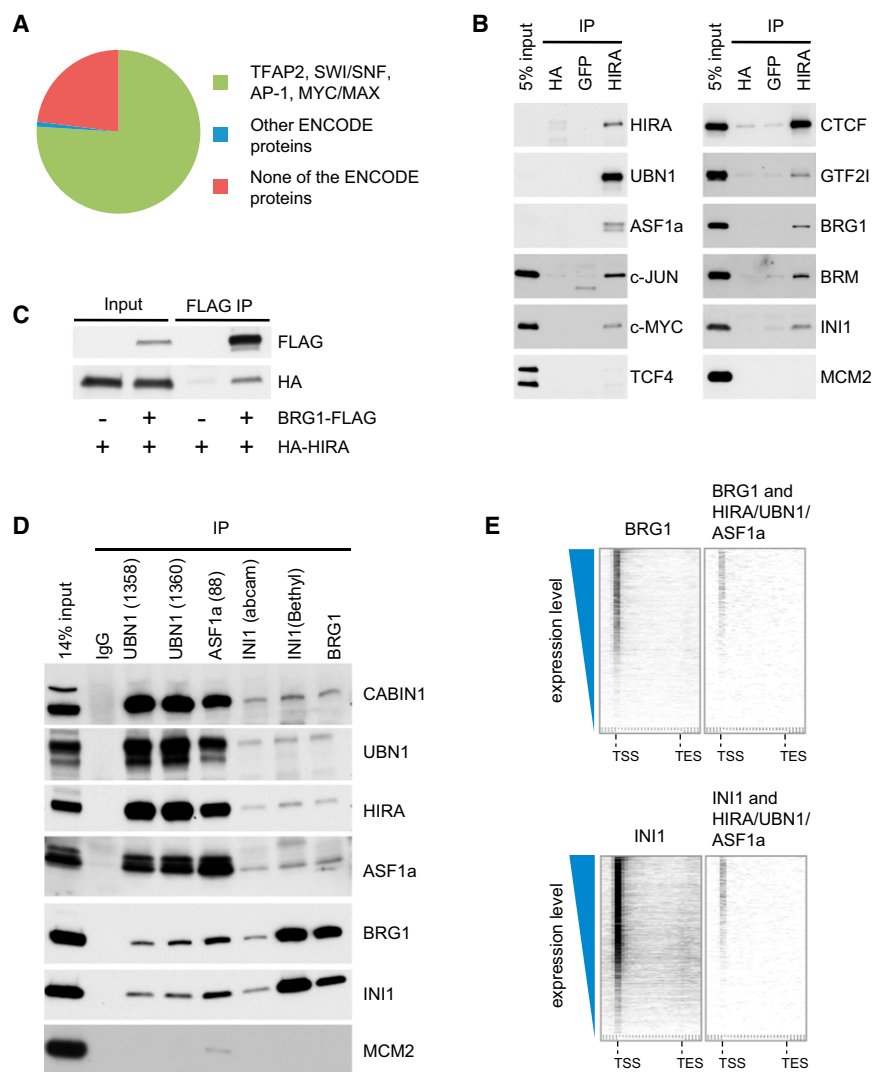 A
TFAP2, SWI/SNF,
AP-1, MYC/MAX
Other ENCODE
proteins
None of the ENCODE
proteins
B
IP
5% input
HA
GFP
HIRA
HIRA
UBN1
ASF1a
c-JUN
c-MYC
TCF4
IP
5% input
HA
GFP
HIRA
CTCF
GTF2I
BRG1
BRM
INI1
MCM2
C
Input
FLAG IP
FLAG
HA
- + - + BRG1-FLAG
+ + + + HA-HIRA
D
IP
14% input
IgG
UBN1 (1358)
UBN1 (1360)
ASF1a (88)
INI1 (abcam)
INI1(Bethyl)
BRG1
CABIN1
UBN1
HIRA
ASF1a
BRG1
INI1
MCM2
E
BRG1
BRG1 and
HIRA/UBN1/
ASF1a
expression level
TSS TES TSS TES
INI1
INI1 and
HIRA/UBN1/
ASF1a
expression level
TSS TES TSS TES